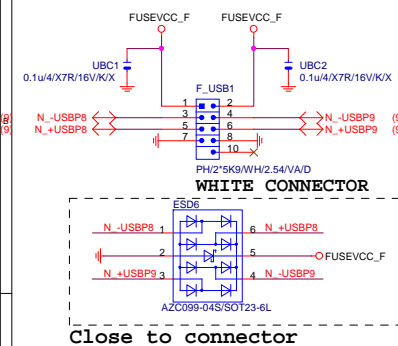 FUSEVCC_F FUSEVCC_F
UBC1 UBC2
0.1u/4/X7R/16V/K/X 0.1u/4/X7R/16V/K/X
F_USB1
1 2
N_-USBP8 3 4 N_-USBP9
N_+USBP8 5 6 N_+USBP9
7 8
10
PH/2*5K9/WH/2.54/VA/D
WHITE CONNECTOR
ESD6
N_-USBP8 1 6 N_+USBP8
2 5 FUSEVCC_F
N_+USBP9 3 4 N_-USBP9
AZC099-04S/SOT23-6L
Close to connector